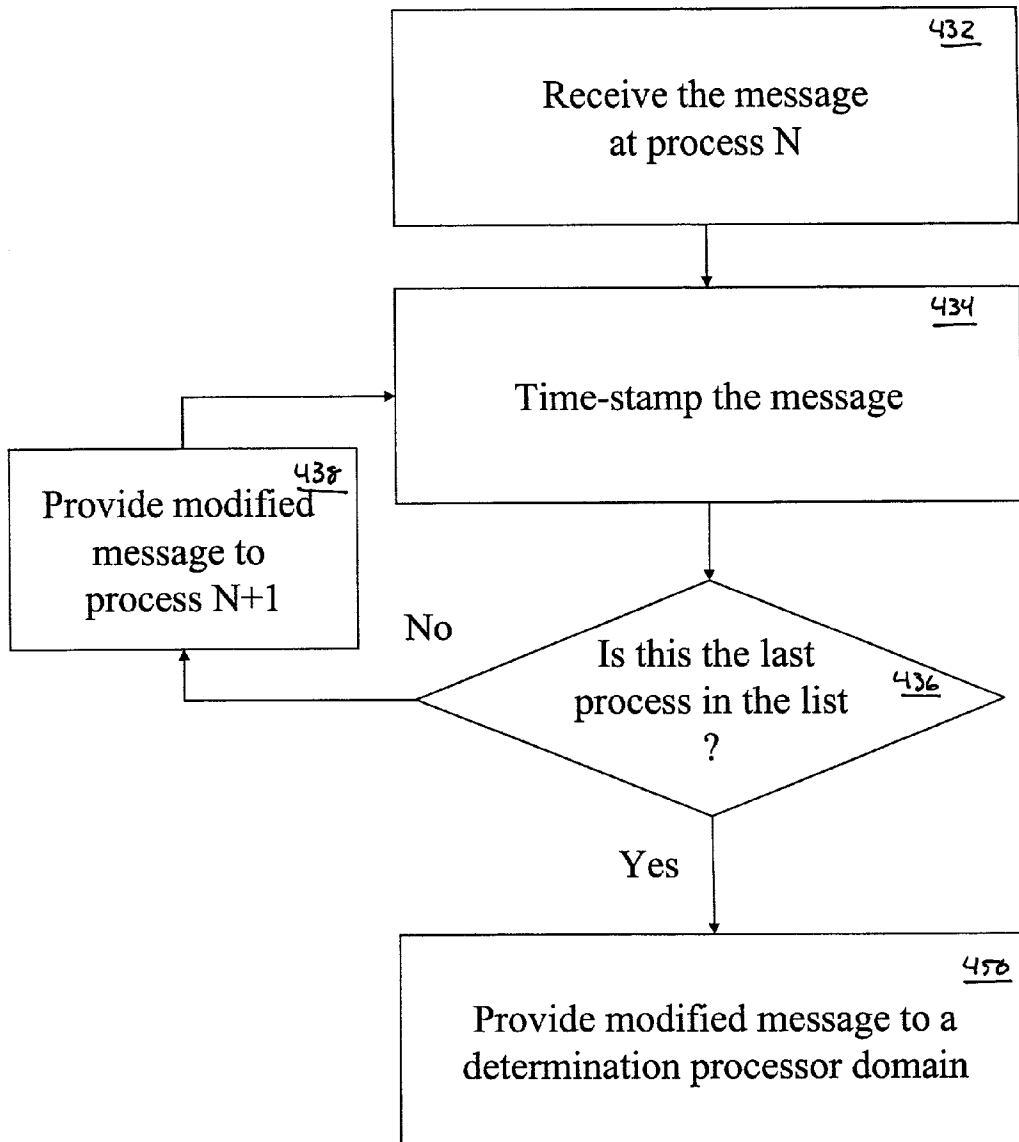 432
Receive the message
at process N
434
Time-stamp the message
438
Provide modified
message to
process N+1
No
Is this the last
process in the list
?
436
Yes
450
Provide modified message to a
determination processor domain